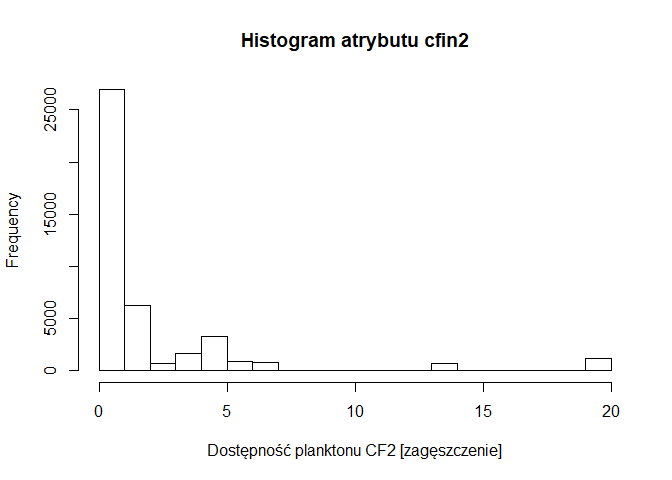 Histogram atrybutu cfin2
Frequency
25000
15000
5000
0
0 5 10 15 20
Dostępność planktonu CF2 [zagęszczenie]